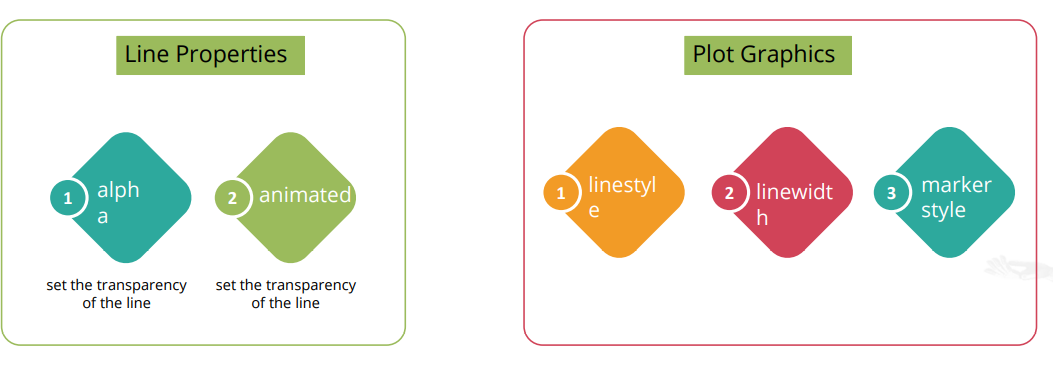 Line Properties
1
alph
a
2
animated
set the transparency
of the line
set the transparency
of the line
Plot Graphics
1
linestyl
e
2
linewidt
h
3
marker
style